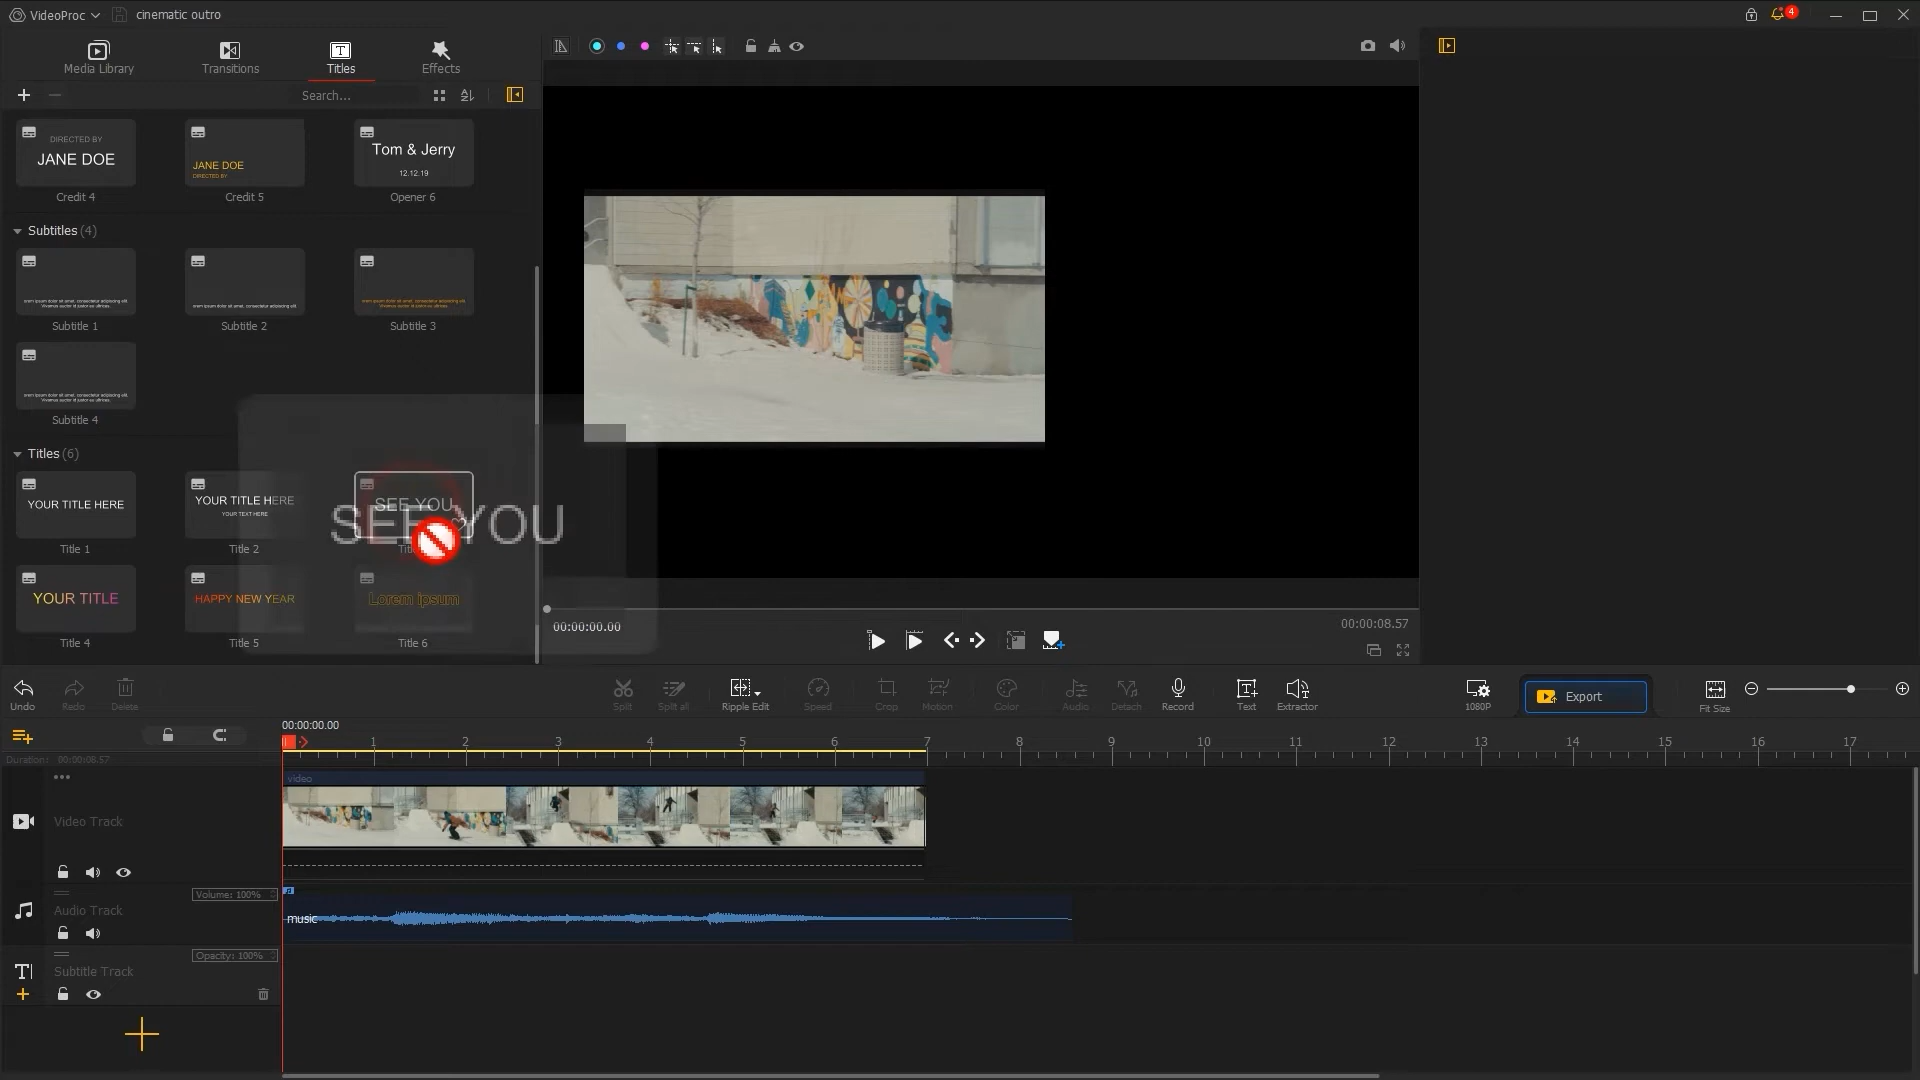 VideoProc
cinematic outro
4
Media Library
Transitions
Titles
Effects
Search...
DIRECTED BY
JANE DOE
Credit 4
JANE DOE
DIRECTED BY
Credit 5
Tom & Jerry
12.12.19
Opener 6
Subtitles (4)
Subtitle 1
Subtitle 2
Subtitle 3
Subtitle 4
Titles (6)
YOUR TITLE HERE
Title 1
YOUR TITLE HERE
YOUR TEXT HERE
Title 2
SEE YOU
SEE YOU
YOUR TITLE
Title 4
HAPPY NEW YEAR
Title 5
Lorem ipsum
Title 6
00:00:00.00
00:00:08.57
Undo
Redo
Delete
Split
Split all
Ripple Edit
Speed
Crop
Motion
Color
Audio
Detach
Record
Text
Extractor
1080P
Export
Fit Size
00:00:00.00
1 2 3 4 5 6 7 8 9 10 11 12 13 14 15 16 17
Duration: 00:00:08.57
video
Video Track
Volume: 100%
Audio Track
music
Opacity: 100%
Subtitle Track